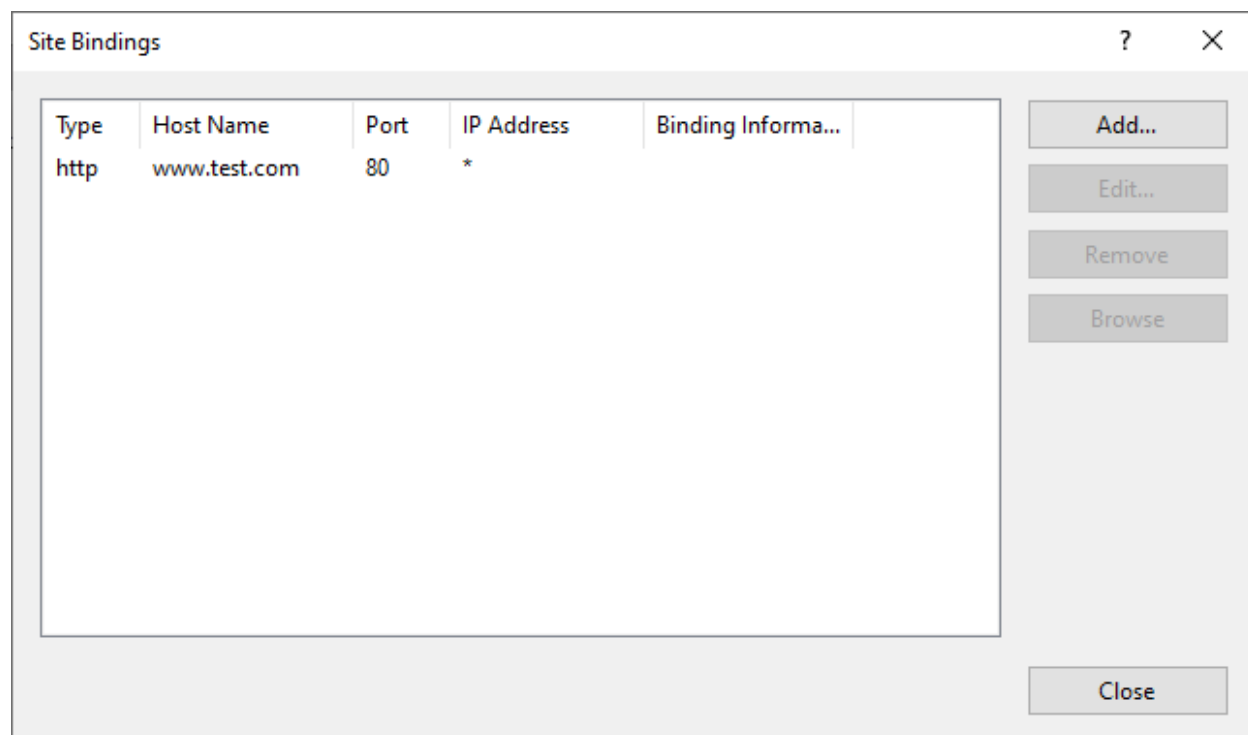 Site Bindings ?
Type Host Name Port IP Address Binding Informa...
http www.test.com 80 *
Add...
Edit...
Remove
Browse
Close